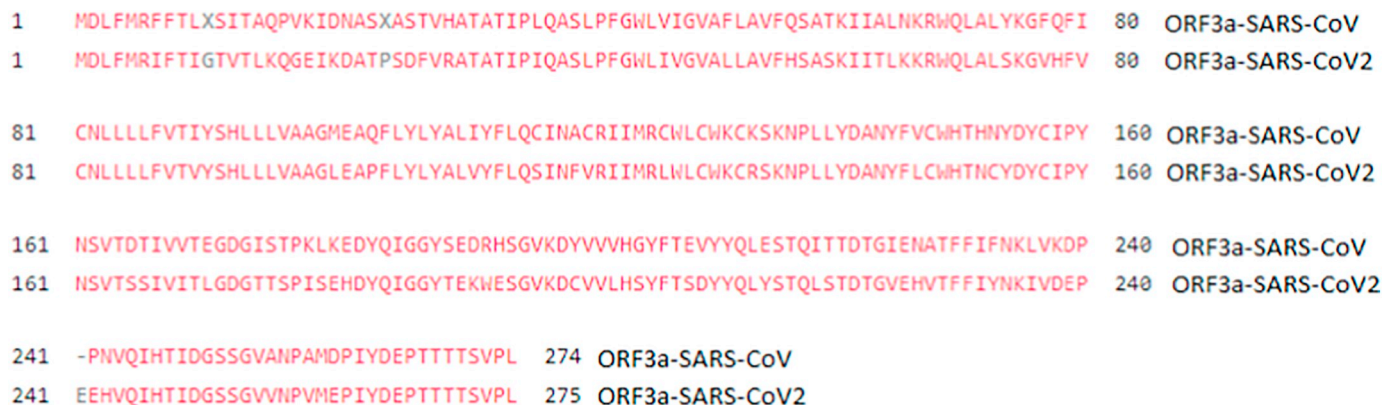 1 MDLFMRFFTLXSITAQPVKIDNASXASTVHATATIPLQASLPFGWLVIGVAFLAVFQSATKIIALNKRWQLALYKGFQFI 80 ORF3a-SARS-CoV
1 MDLFMRIFTIGTVTLKQGEIKDATPSDFVRATATIPIQASLPFGWLIVGVALLAVFHSASKIITLKKRWQLALSKGVHFV 80 ORF3a-SARS-CoV2
81 CNLLLLFVTIYSHLLLVAAGMEAQFLYLYALIYFLQCINACRIIMRCWLCWKCKSKNPLLYDANYFVCWHTHNYDYCIPY 160 ORF3a-SARS-CoV
81 CNLLLLFVTVYSHLLLVAAGLEAPFLYLYALVYFLQSINFVRIIMRLWLCWKCRSKNPLLYDANYFLCWHTNCYDYCIPY 160 ORF3a-SARS-CoV2
161 NSVTDTIVVTEGDGISTPKLKEDYQIGGYSEDRHSGVKDYVVVHGYFTEVYYQLESTQITTDTGIENATFFIFNKLVKDP 240 ORF3a-SARS-CoV
161 NSVTSSIVITLGDGTTSPISEHDYQIGGYTEKWESGVKDCVVLHSYFTSDYYQLYSTQLSTDTGVEHVTFFIYNKIVDEP 240 ORF3a-SARS-CoV2
241 -PNVQIHTIDGSSGVANPAMDPIYDEPTTTTSVPL 274 ORF3a-SARS-CoV
241 EEHVQIHTIDGSSGVVNPVMEPIYDEPTTTTSVPL 275 ORF3a-SARS-CoV2